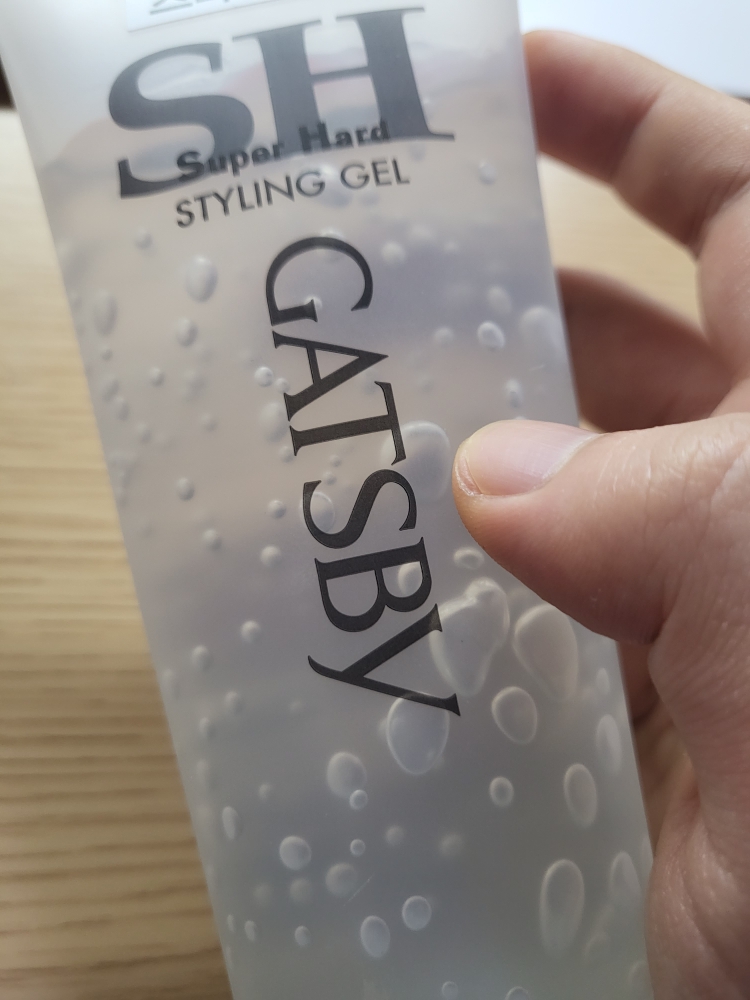 SH
Super Hard
STYLING GEL
GATSBY